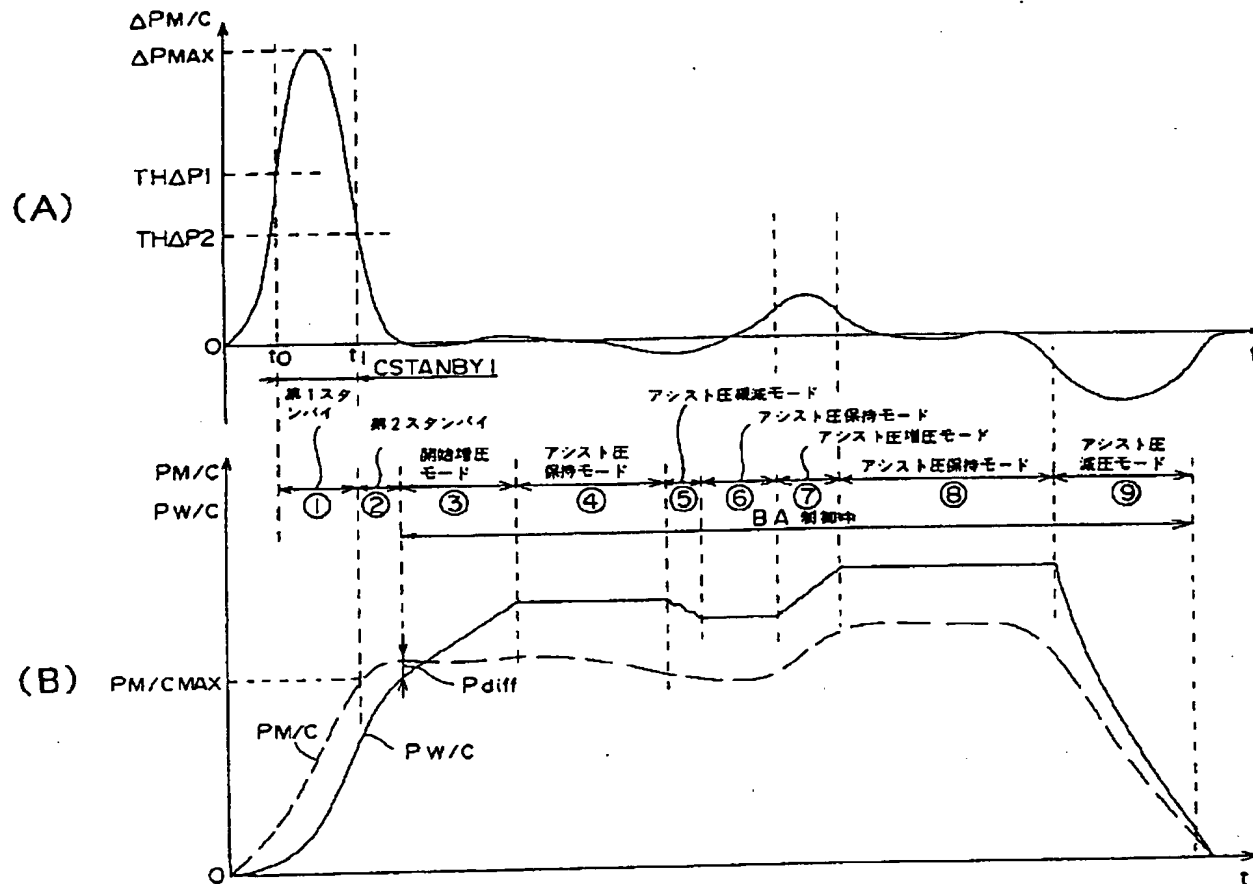 ΔPM/C
ΔPMAX
THΔP1
(A)
THΔP2
O
t0
t1
t
CSTANBY1
第1スタ
ンバイ
第2スタンバイ
開始増圧
モード
アシスト圧
保持モード
アシスト圧緩減モード
アシスト圧保持モード
アシスト圧増圧モード
アシスト圧保持モード
アシスト圧
減圧モード
PM/C
PW/C
① ② ③ ④ ⑤ ⑥ ⑦ ⑧ ⑨
BA 制御中
(B)
PM/CMAX
Pdiff
PM/C
PW/C
O
t